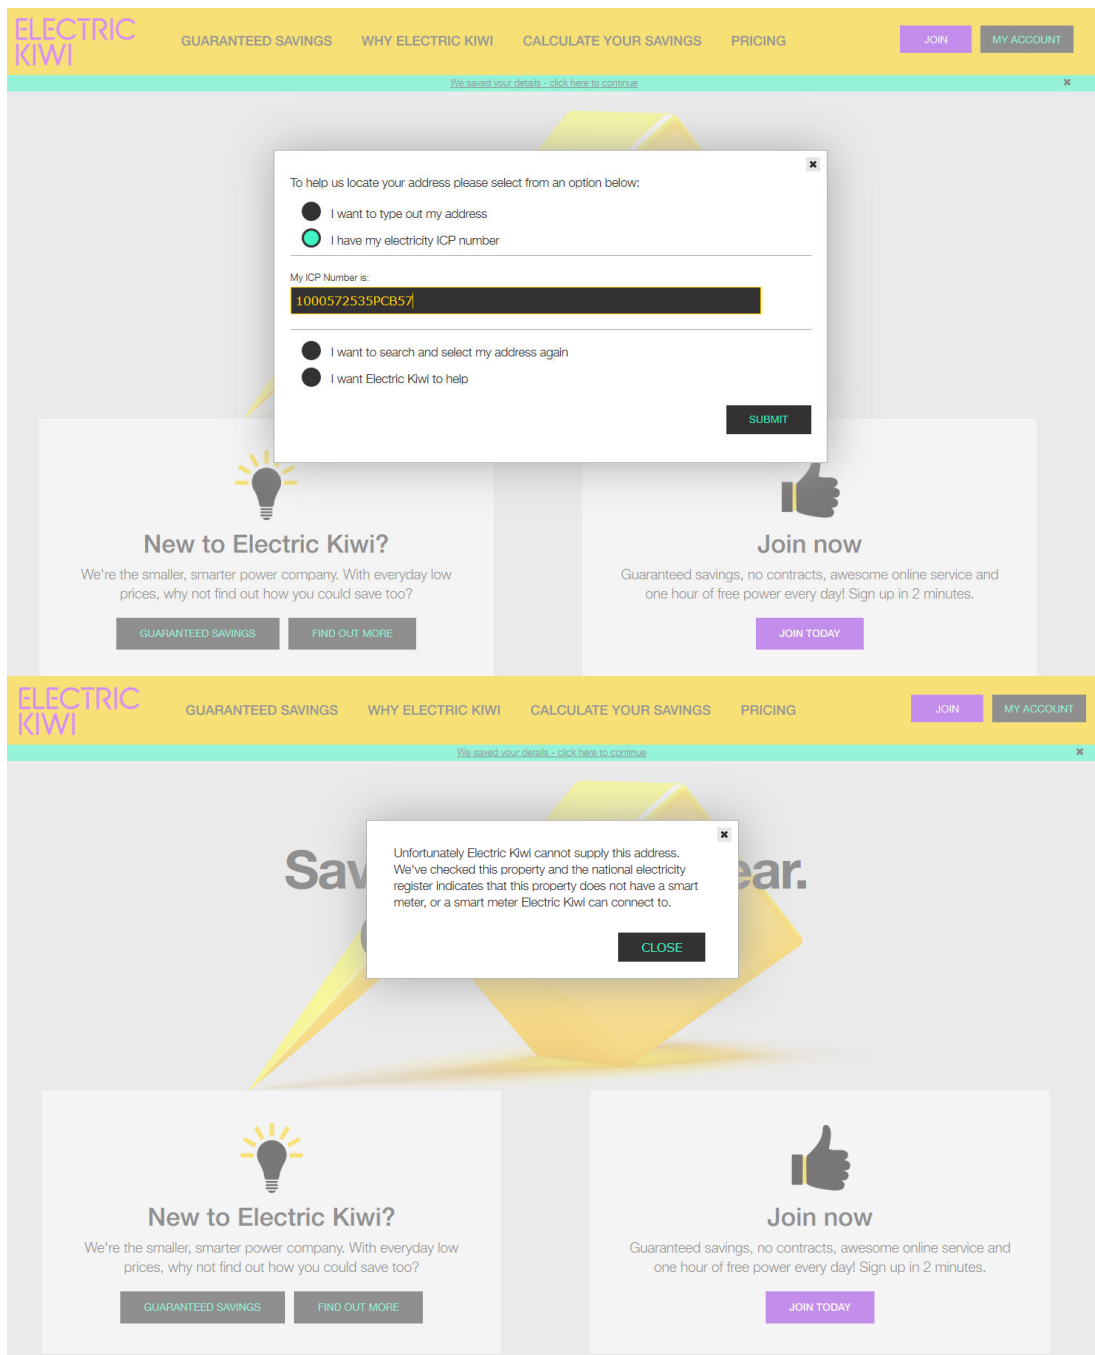 ELECTRIC
KIWI
GUARANTEED SAVINGS WHY ELECTRIC KIWI CALCULATE YOUR SAVINGS PRICING JOIN MY ACCOUNT
We saved your details - click here to continue ✖
✖
To help us locate your address please select from an option below:
I want to type out my address
I have my electricity ICP number
My ICP Number is:
1000572535PCB57
I want to search and select my address again
I want Electric Kiwi to help
SUBMIT
New to Electric Kiwi?
We're the smaller, smarter power company. With everyday low
prices, why not find out how you could save too?
GUARANTEED SAVINGS FIND OUT MORE
Join now
Guaranteed savings, no contracts, awesome online service and
one hour of free power every day! Sign up in 2 minutes.
JOIN TODAY
ELECTRIC
KIWI
GUARANTEED SAVINGS WHY ELECTRIC KIWI CALCULATE YOUR SAVINGS PRICING JOIN MY ACCOUNT
We saved your details - click here to continue ✖
Sav ear.
✖
Unfortunately Electric Kiwi cannot supply this address.
We've checked this property and the national electricity
register indicates that this property does not have a smart
meter, or a smart meter Electric Kiwi can connect to.
CLOSE
New to Electric Kiwi?
We're the smaller, smarter power company. With everyday low
prices, why not find out how you could save too?
GUARANTEED SAVINGS FIND OUT MORE
Join now
Guaranteed savings, no contracts, awesome online service and
one hour of free power every day! Sign up in 2 minutes.
JOIN TODAY